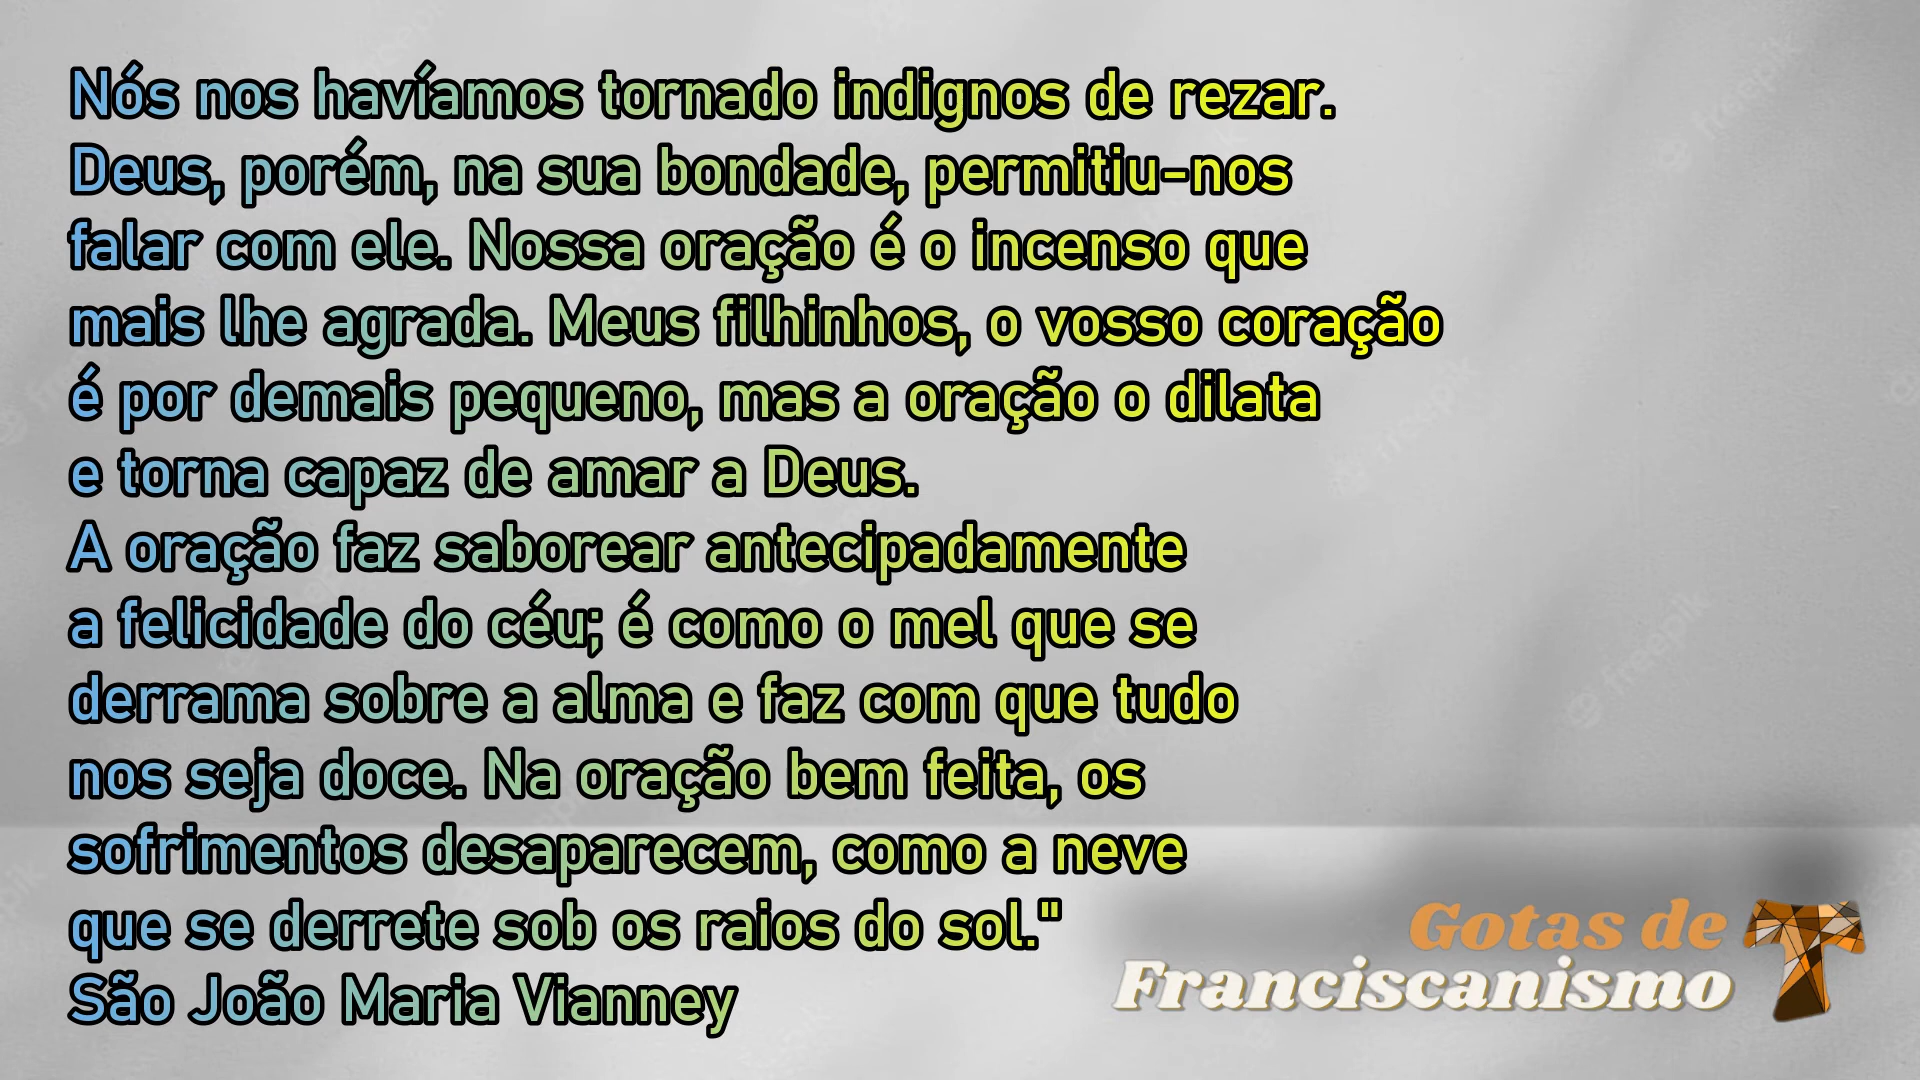 Nós nos havíamos tornado indignos de rezar.
Deus, porém, na sua bondade, permitiu-nos
falar com ele. Nossa oração é o incenso que
mais lhe agrada. Meus filhinhos, o vosso coração
é por demais pequeno, mas a oração o dilata
e torna capaz de amar a Deus.
A oração faz saborear antecipadamente
a felicidade do céu; é como o mel que se
derrama sobre a alma e faz com que tudo
nos seja doce. Na oração bem feita, os
sofrimentos desaparecem, como a neve
que se derrete sob os raios do sol."
São João Maria Vianney
Gotas de
Franciscanismo
freepik
freepik
freepik